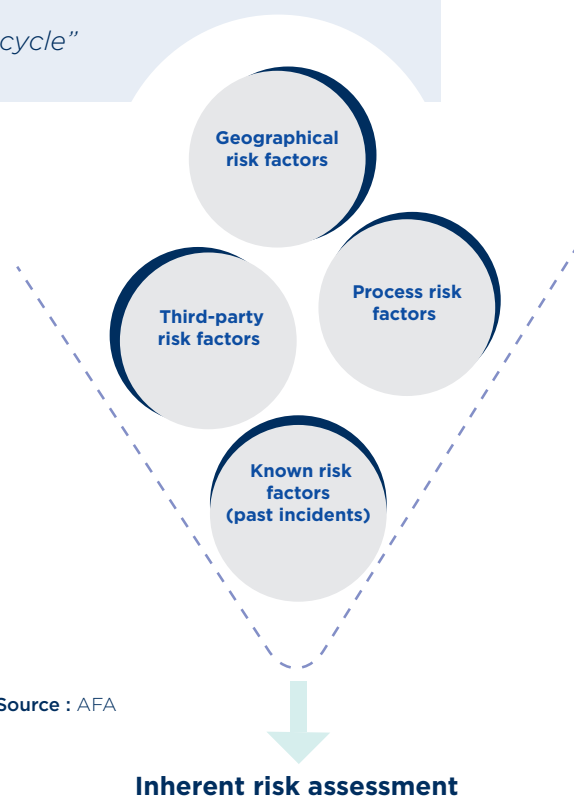 cycle”
Geographical
risk factors
Process risk
factors
Third-party
risk factors
Known risk
factors
(past incidents)
Source : AFA
Inherent risk assessment